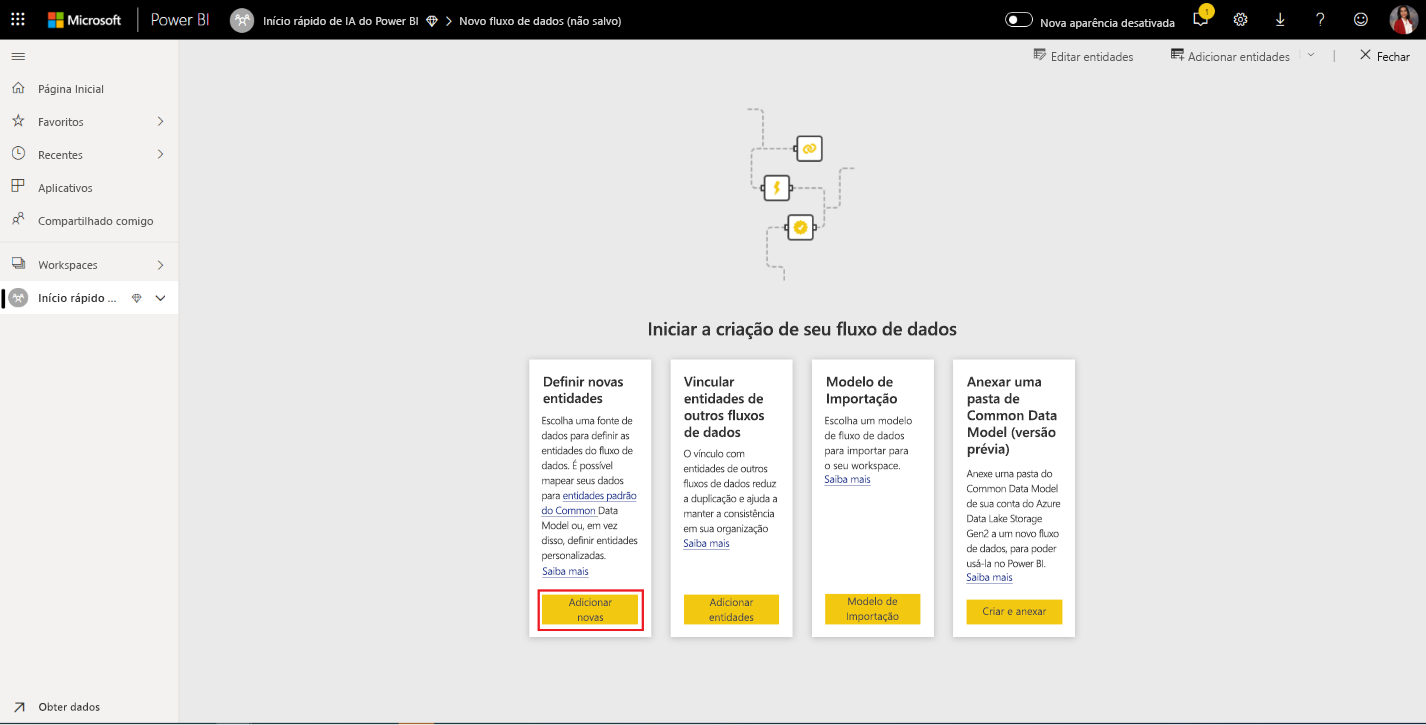 Microsoft Power BI Início rápido de IA do Power BI > Novo fluxo de dados (não salvo) Nova aparência desativada 1
Editar entidades Adicionar entidades Fechar
Página Inicial
Favoritos
Recentes
Aplicativos
Compartilhado comigo
Workspaces
Início rápido ...
Obter dados
Iniciar a criação de seu fluxo de dados
Definir novas
entidades
Escolha uma fonte de
dados para definir as
entidades do fluxo de
dados. É possível
mapear seus dados
para entidades padrão
do Common Data
Model ou, em vez
disso, definir entidades
personalizadas.
Saiba mais
Adicionar
novas
Vincular
entidades de
outros fluxos
de dados
O vínculo com
entidades de outros
fluxos de dados reduz
a duplicação e ajuda a
manter a consistência
em sua organização
Saiba mais
Adicionar
entidades
Modelo de
Importação
Escolha um modelo
de fluxo de dados
para importar para
o seu workspace.
Saiba mais
Modelo de
Importação
Anexar uma
pasta de
Common Data
Model (versão
prévia)
Anexe uma pasta do
Common Data Model
de sua conta do Azure
Data Lake Storage
Gen2 a um novo fluxo
de dados, para poder
usá-la no Power BI.
Saiba mais
Criar e anexar